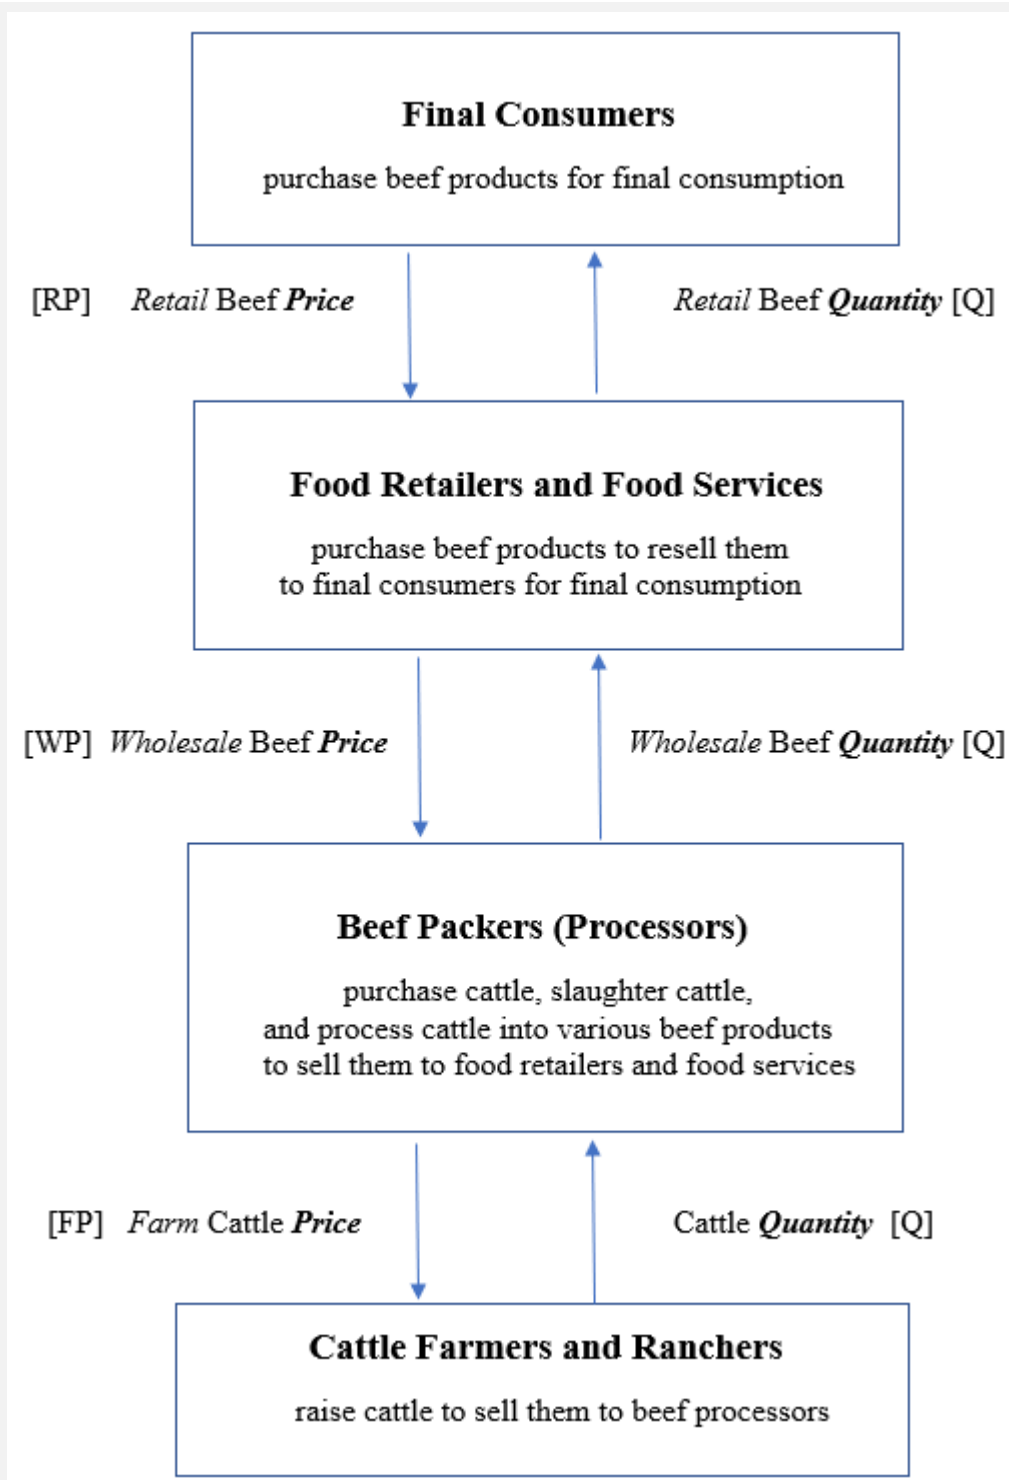 Final Consumers
purchase beef products for final consumption
[RP] Retail Beef Price
Retail Beef Quantity [Q]
Food Retailers and Food Services
purchase beef products to resell them
to final consumers for final consumption
[WP] Wholesale Beef Price
Wholesale Beef Quantity [Q]
Beef Packers (Processors)
purchase cattle, slaughter cattle,
and process cattle into various beef products
to sell them to food retailers and food services
[FP] Farm Cattle Price
Cattle Quantity [Q]
Cattle Farmers and Ranchers
raise cattle to sell them to beef processors